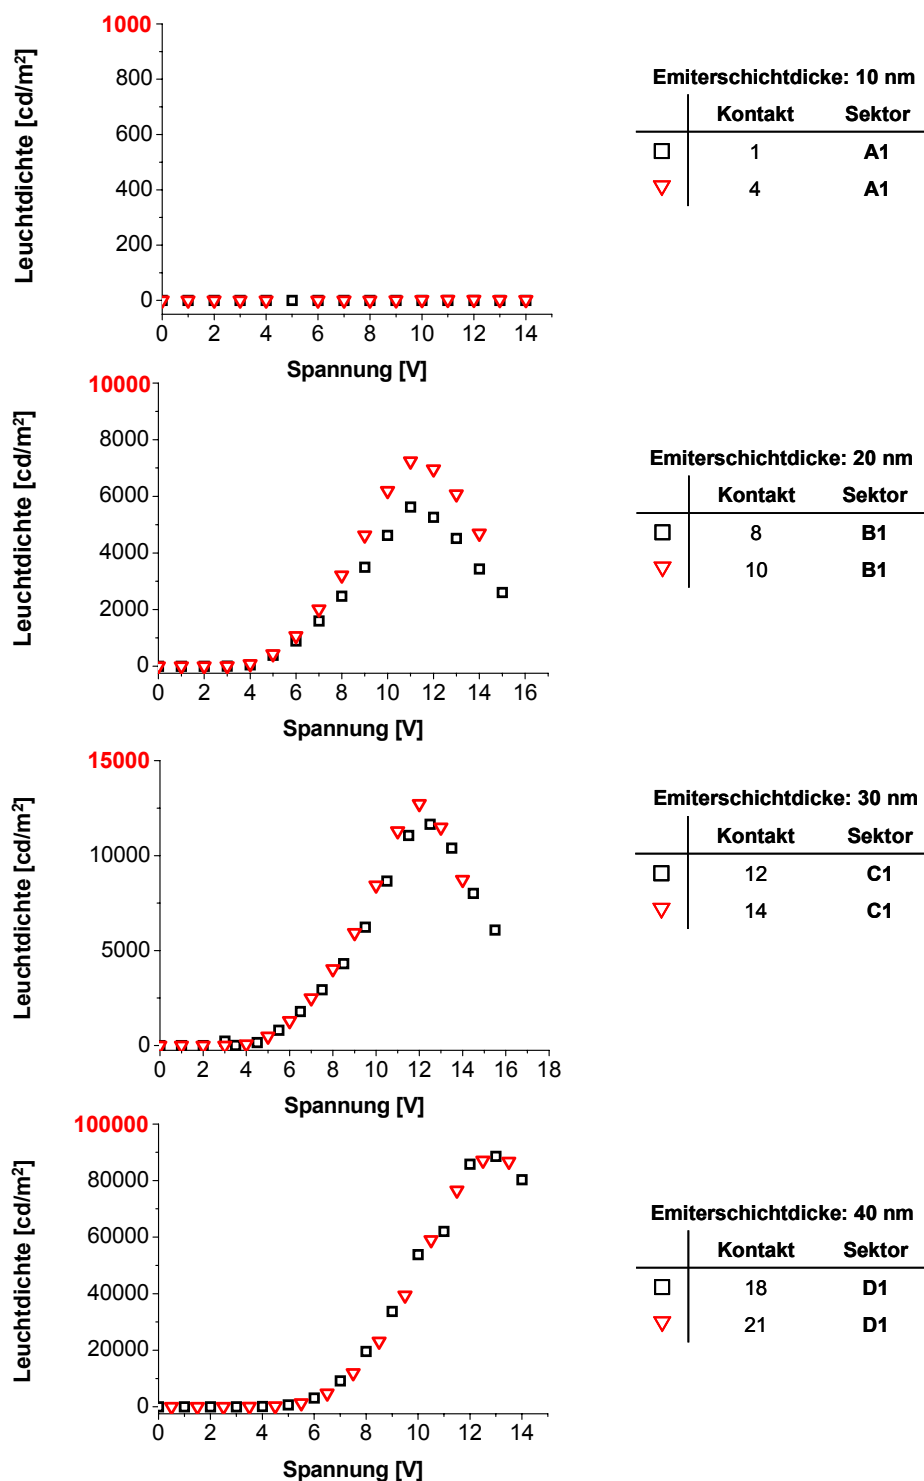 1000
800
600
400
200
0
Leuchtdichte [cd/m²]
0 2 4 6 8 10 12 14
Spannung [V]
Emiterschichtdicke: 10 nm
Kontakt Sektor
1 A1
4 A1
10000
8000
6000
4000
2000
0
Leuchtdichte [cd/m²]
0 2 4 6 8 10 12 14 16
Spannung [V]
Emiterschichtdicke: 20 nm
Kontakt Sektor
8 B1
10 B1
15000
10000
5000
0
Leuchtdichte [cd/m²]
0 2 4 6 8 10 12 14 16 18
Spannung [V]
Emiterschichtdicke: 30 nm
Kontakt Sektor
12 C1
14 C1
100000
80000
60000
40000
20000
0
Leuchtdichte [cd/m²]
0 2 4 6 8 10 12 14
Spannung [V]
Emiterschichtdicke: 40 nm
Kontakt Sektor
18 D1
21 D1